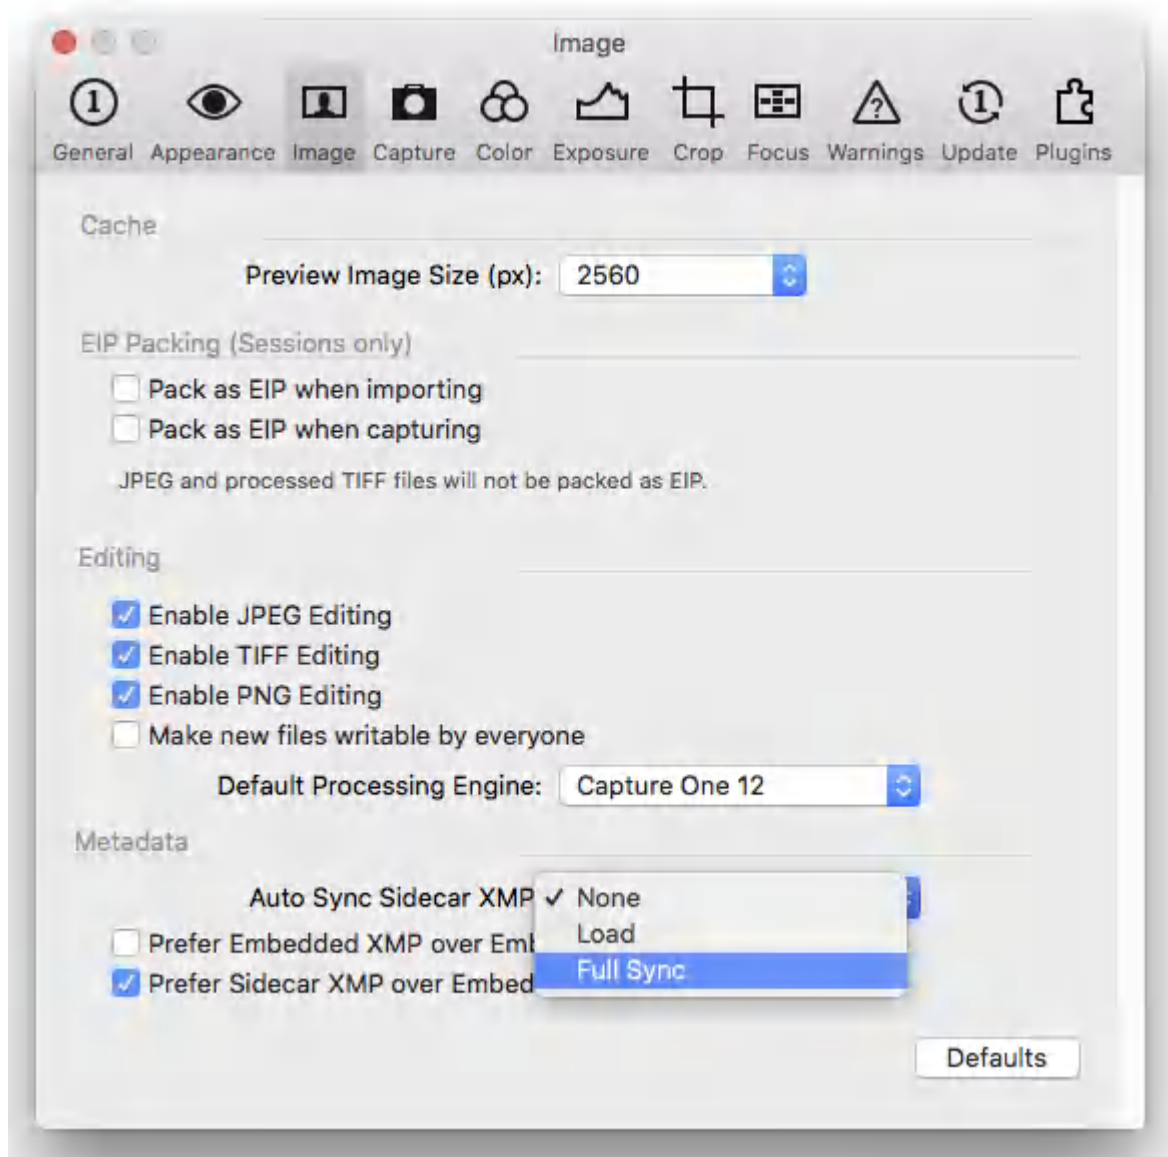 Image
General Appearance Image Capture Color Exposure Crop Focus Warnings Update Plugins
Cache
Preview Image Size (px): 2560
EIP Packing (Sessions only)
Pack as EIP when importing
Pack as EIP when capturing
JPEG and processed TIFF files will not be packed as EIP.
Editing
Enable JPEG Editing
Enable TIFF Editing
Enable PNG Editing
Make new files writable by everyone
Default Processing Engine: Capture One 12
Metadata
Auto Sync Sidecar XMP ✓ None
Load
Prefer Embedded XMP over Emb
Full Sync
Prefer Sidecar XMP over Embed
Defaults